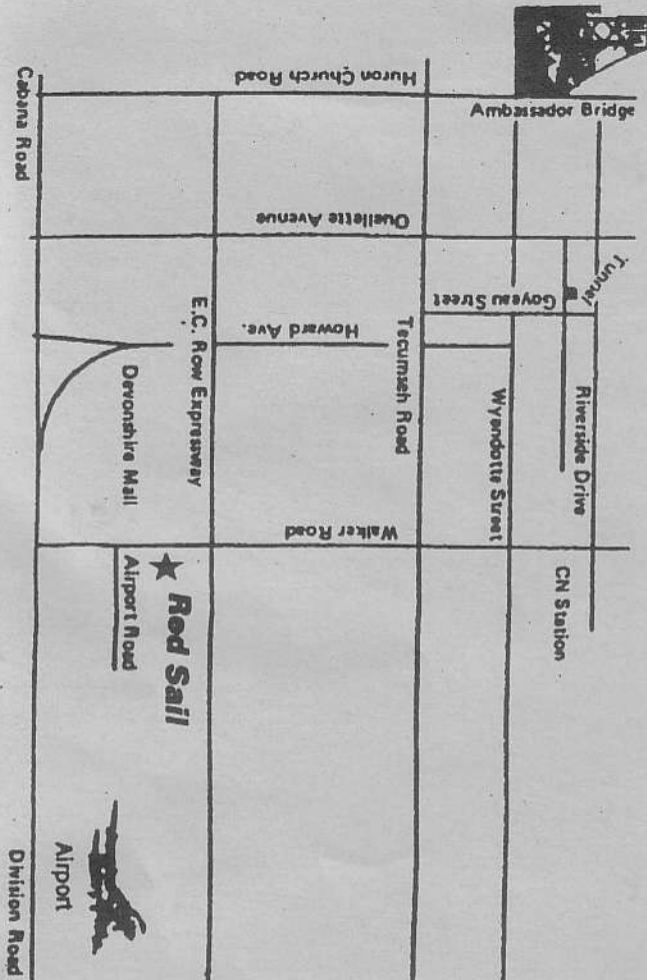 Ambassador Bridge
Huron Church Road
Cabana Road
Ouellette Avenue
Tunnel
Goyeau Street
Howard Ave.
Riverside Drive
Wyandotte Street
Tecumseh Road
E.C. Row Expressway
Devonshire Mall
Walker Road
CN Station
Airport Road
Red Sail
Airport
Division Road